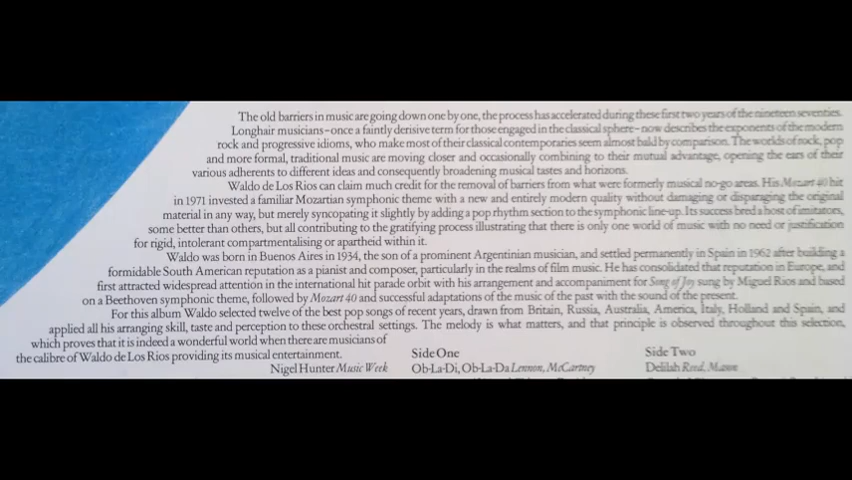 The old barriers in music are going down one by one, the process has accelerated during these first two years of the nineteen seventies.
Longhair musicians – once a faintly derisive term for those engaged in the classical sphere – now describes the exponents of the modern
rock and progressive idioms, who make most of their classical contemporaries seem almost bald by comparison. The worlds of rock, pop
and more formal, traditional music are moving closer and occasionally combining to their mutual advantage, opening the ears of their
various adherents to different ideas and consequently broadening musical tastes and horizons.
Waldo de Los Rios can claim much credit for the removal of barriers from what were formerly musical no-go areas. His Mozart 40 hit
in 1971 invested a familiar Mozartian symphonic theme with a new and entirely modern quality without damaging or disparaging the original
material in any way, but merely syncopating it slightly by adding a pop rhythm section to the symphonic line-up. Its success bred a host of imitators,
some better than others, but all contributing to the gratifying process illustrating that there is only one world of music with no need or justification
for rigid, intolerant compartmentalising or apartheid within it.
Waldo was born in Buenos Aires in 1934, the son of a prominent Argentinian musician, and settled permanently in Spain in 1962 after building a
formidable South American reputation as a pianist and composer, particularly in the realms of film music. He has consolidated that reputation in Europe, and
first attracted widespread attention in the international hit parade orbit with his arrangement and accompaniment for Song of Joy sung by Miguel Rios and based
on a Beethoven symphonic theme, followed by Mozart 40 and successful adaptations of the music of the past with the sound of the present.
For this album Waldo selected twelve of the best pop songs of recent years, drawn from Britain, Russia, Australia, America, Italy, Holland and Spain, and
applied all his arranging skill, taste and perception to these orchestral settings. The melody is what matters, and that principle is observed throughout this selection,
which proves that it is indeed a wonderful world when there are musicians of
the calibre of Waldo de Los Rios providing its musical entertainment.
Nigel Hunter Music Week
Side One
Ob-La-Di, Ob-La-Da Lennon, McCartney
Side Two
Delilah Reed, Mason